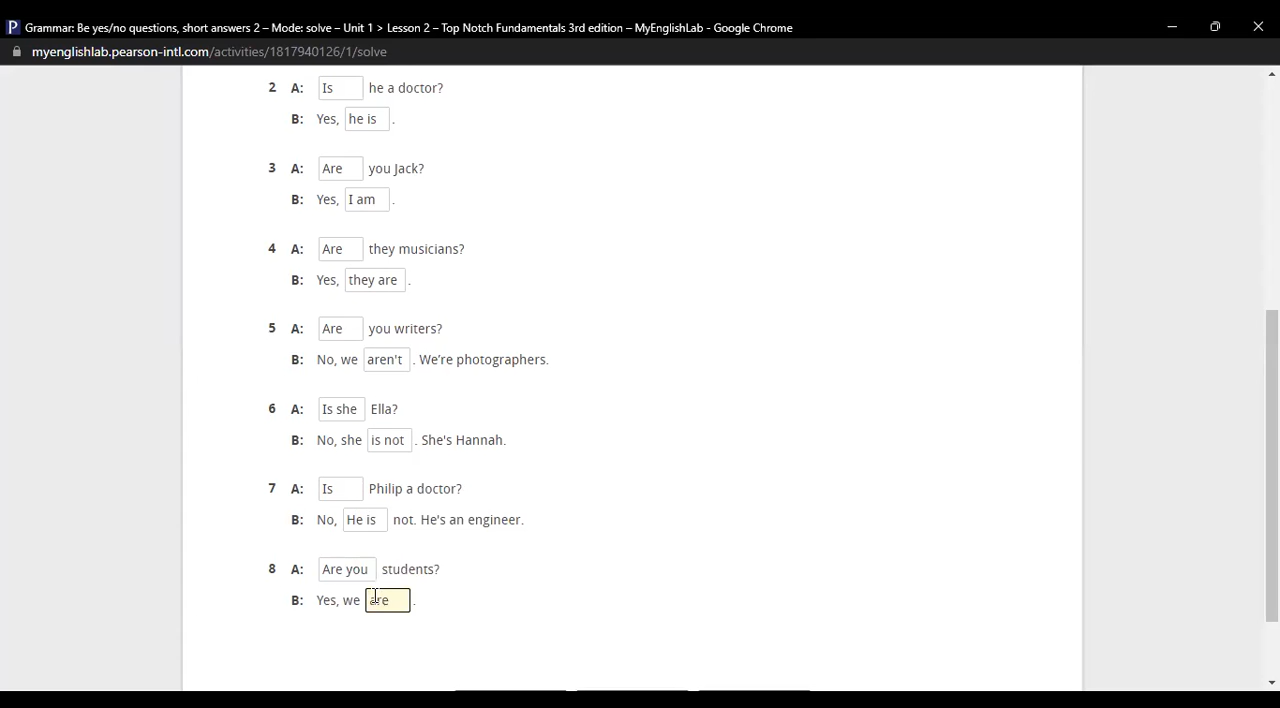 Grammar: Be yes/no questions, short answers 2 – Mode: solve – Unit 1 > Lesson 2 – Top Notch Fundamentals 3rd edition – MyEnglishLab - Google Chrome
myenglishlab.pearson-intl.com/activities/1817940126/1/solve
2 A: Is he a doctor?
B: Yes, he is .
3 A: Are you Jack?
B: Yes, I am .
4 A: Are they musicians?
B: Yes, they are .
5 A: Are you writers?
B: No, we aren't . We're photographers.
6 A: Is she Ella?
B: No, she is not . She's Hannah.
7 A: Is Philip a doctor?
B: No, He is not. He's an engineer.
8 A: Are you students?
B: Yes, we are .